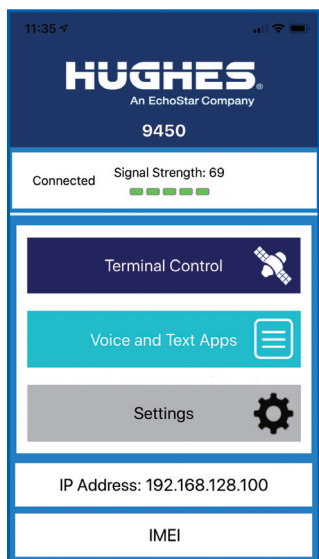 11:35
HUGHES®
An EchoStar Company
9450
Connected
Signal Strength: 69
Terminal Control
Voice and Text Apps
Settings
IP Address: 192.168.128.100
IMEI